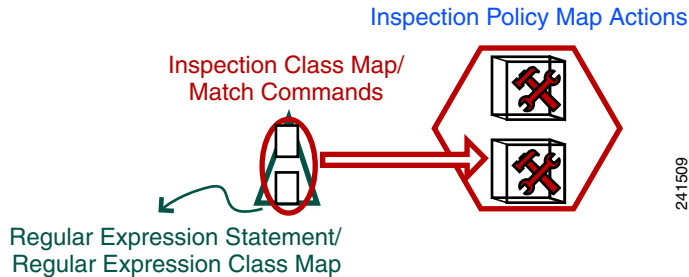 Inspection Policy Map Actions
Inspection Class Map/
Match Commands
241509
Regular Expression Statement/
Regular Expression Class Map